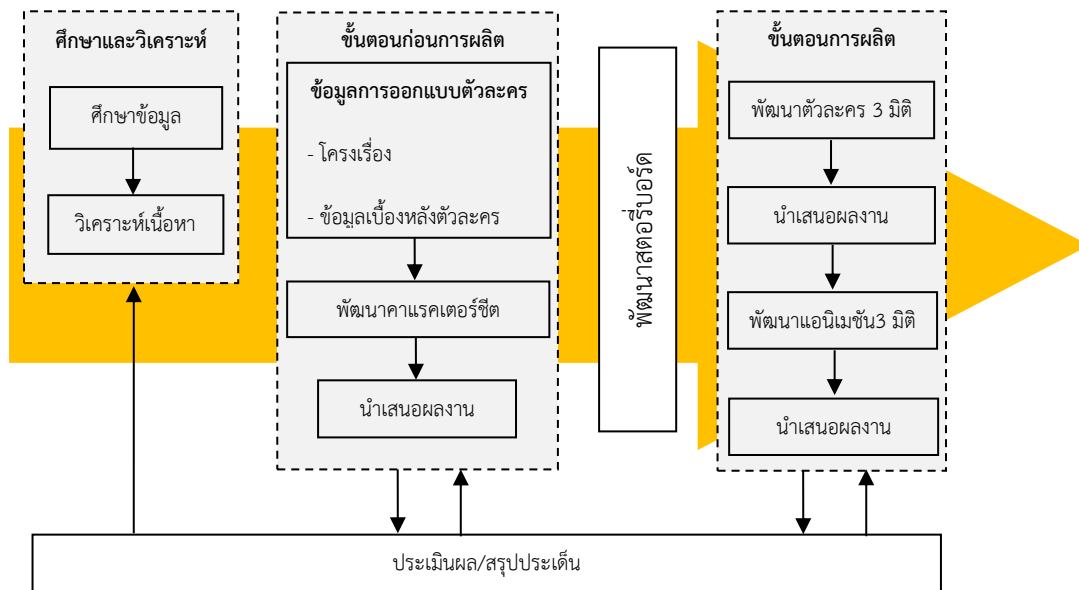 ศึกษาและวิเคราะห์
ศึกษาข้อมูล
วิเคราะห์เนื้อหา
ขั้นตอนก่อนการผลิต
ข้อมูลการออกแบบตัวละคร
- โครงเรื่อง
- ข้อมูลเบื้องหลังตัวละคร
พัฒนาคาแรคเตอร์ชีต
นำเสนอผลงาน
พัฒนาสตอรี่บอร์ด
ขั้นตอนการผลิต
พัฒนาตัวละคร 3 มิติ
นำเสนอผลงาน
พัฒนาแอนิเมชัน3 มิติ
นำเสนอผลงาน
ประเมินผล/สรุปประเด็น